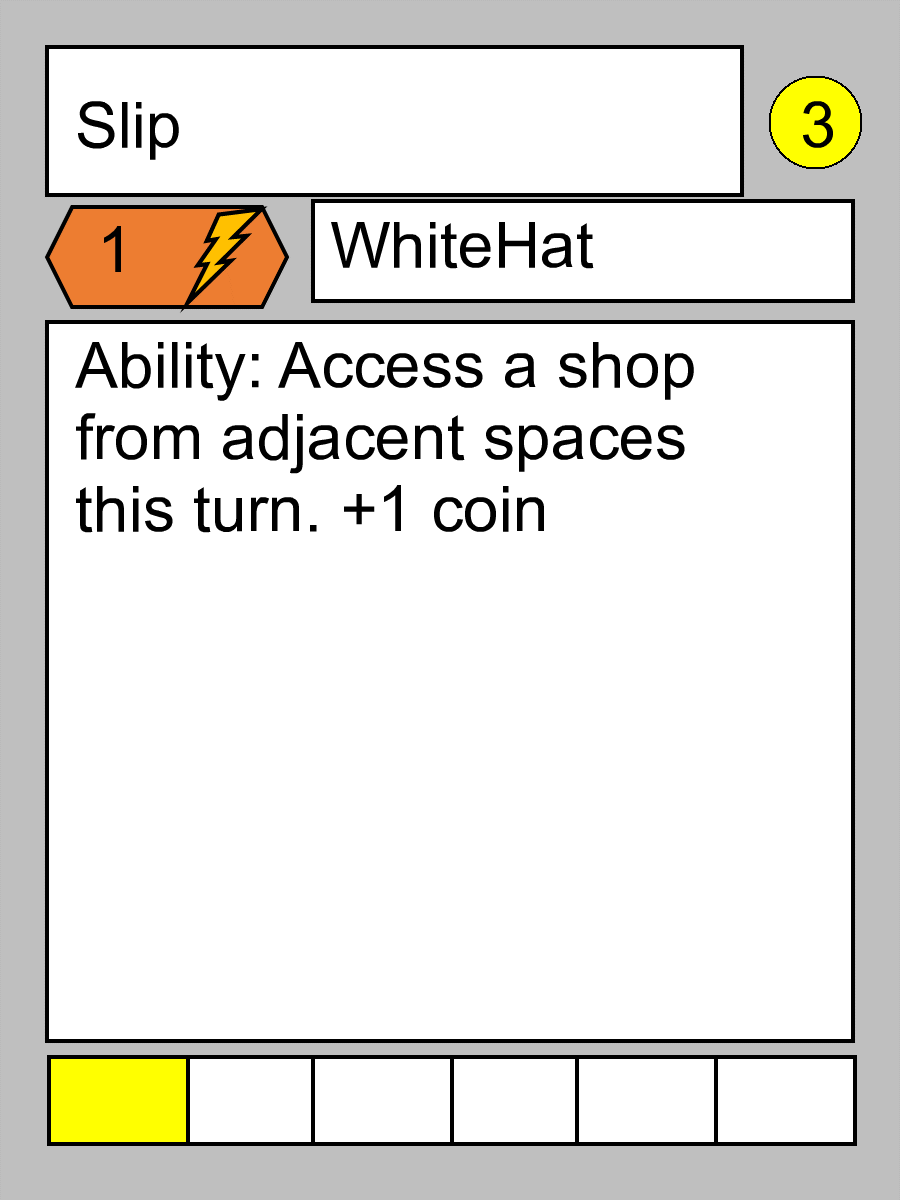 Slip
3
1
WhiteHat
Ability: Access a shop
from adjacent spaces
this turn. +1 coin